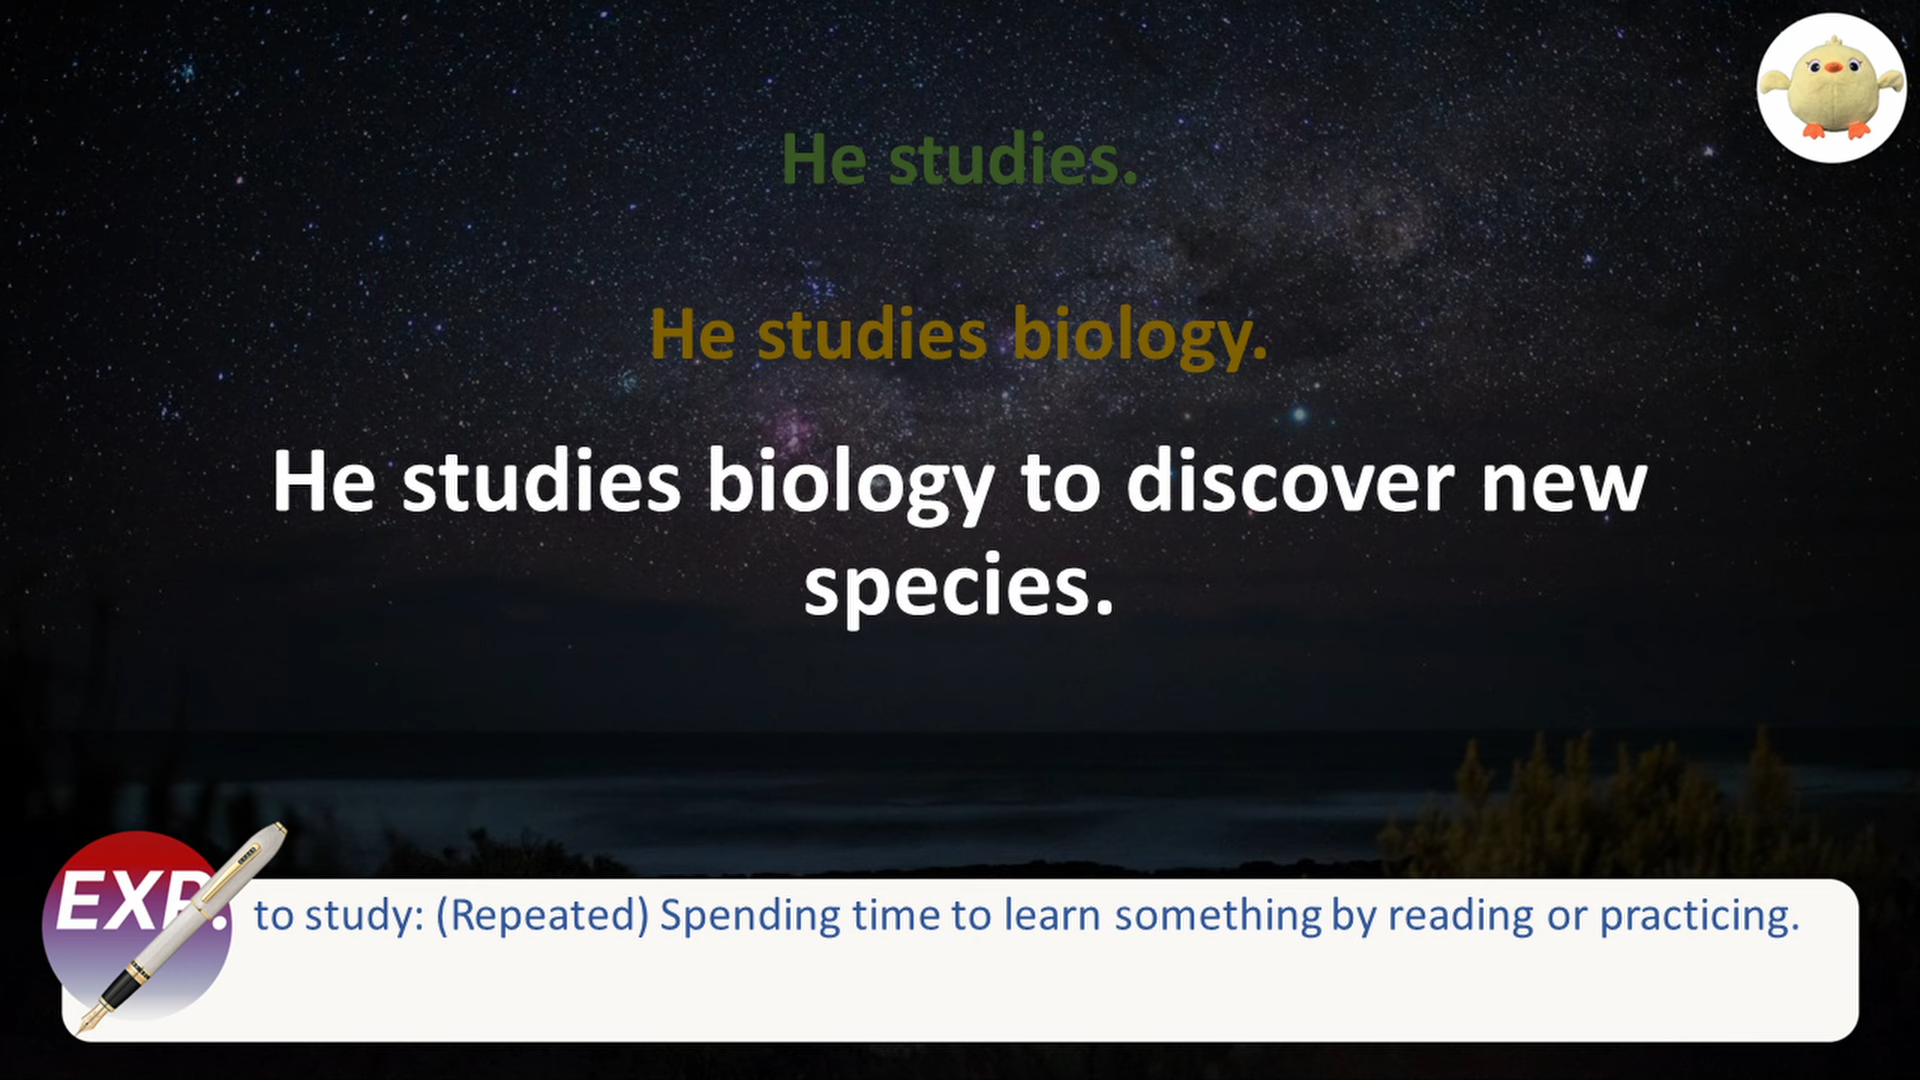 He studies.
He studies biology.
He studies biology to discover new
species.
EXP.
to study: (Repeated) Spending time to learn something by reading or practicing.